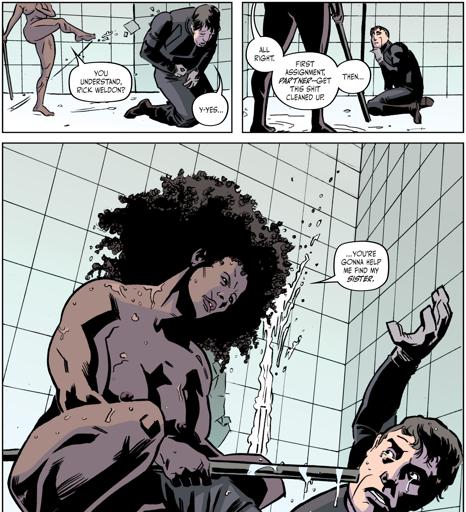 YOU
UNDERSTAND,
RICK WELDON?
Y-YES...
ALL
RIGHT.
FIRST
ASSIGNMENT,
PARTNER—GET
THIS SHIT
CLEANED UP.
THEN...
...YOU'RE
GONNA HELP
ME FIND MY
SISTER.